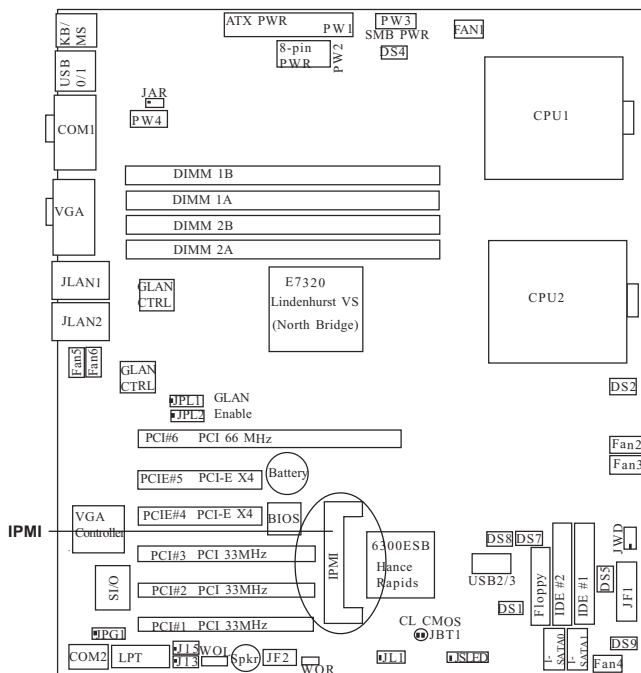 KB/
MS
USB
0/1
COM1
VGA
JLAN1
JLAN2
Fan5
Fan6
ATX PWR
PW1
8-pin
PWR
PW2
PW3
SMB PWR
DS4
FAN1
JAR
PW4
CPU1
DIMM 1B
DIMM 1A
DIMM 2B
DIMM 2A
GLAN
CTRL
E7320
Lindenhurst VS
(North Bridge)
CPU2
GLAN
CTRL
DS2
JPL1
JPL2
GLAN
Enable
PCI#6 PCI 66 MHz
Fan2
Fan3
PCIE#5 PCI-E X4
Battery
PCIE#4 PCI-E X4
BIOS
IPMI
VGA
Controller
IPMI
6300ESB
Hance
Rapids
PCI#3 PCI 33MHz
PCI#2 PCI 33MHz
PCI#1 PCI 33MHz
SI/O
DS8
DS7
USB2/3
JWD
Floppy
IDE #2
IDE #1
DS5
JF1
DS1
CL CMOS
JBT1
JPG1
COM2
LPT
J15
J13
WOL
Spkr
JF2
WOR
JL1
JSLED
I-
SATA0
I-
SATA1
DS9
Fan4